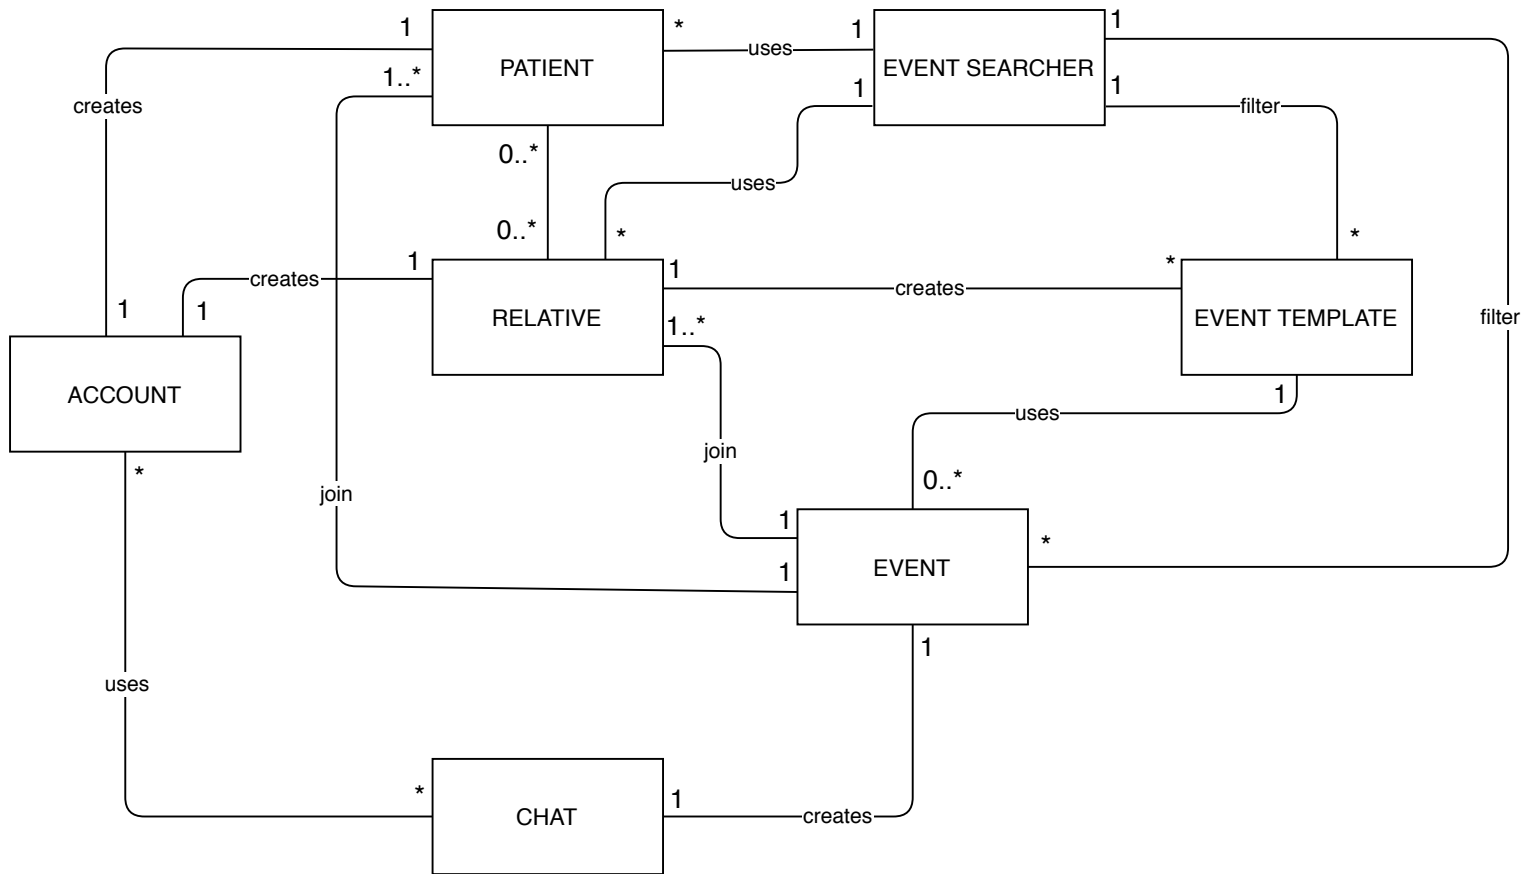 1
*
1
1
PATIENT
uses
EVENT SEARCHER
1..*
1
1
creates
filter
0..*
uses
0..*
*
*
1
creates
1
*
1
1
creates
RELATIVE
1..*
EVENT TEMPLATE
filter
ACCOUNT
1
uses
join
*
0..*
join
1
*
1
EVENT
1
uses
*
1
CHAT
creates